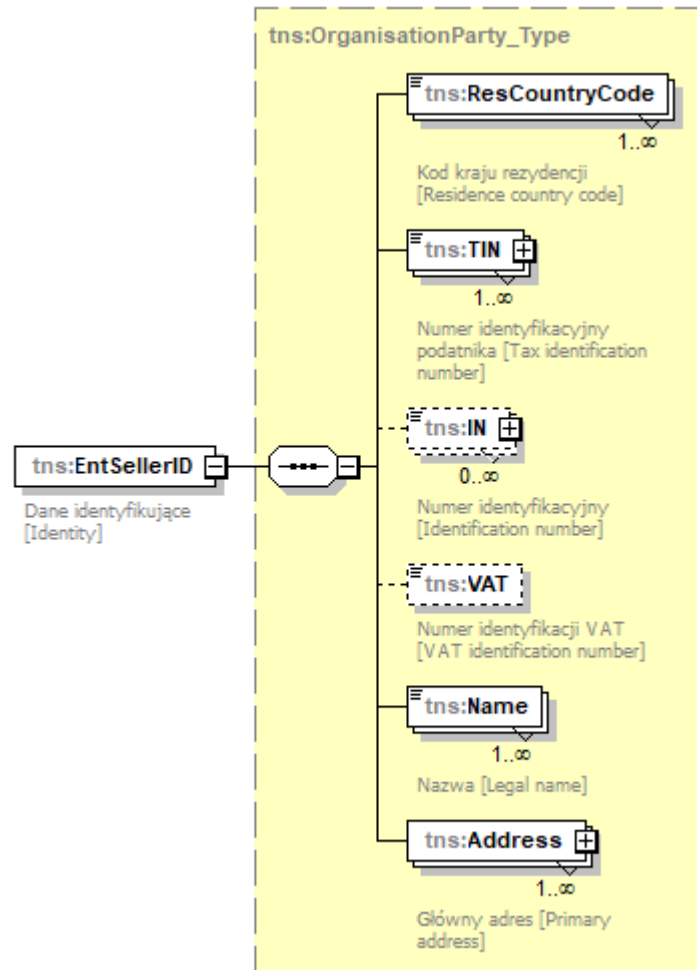 tns:OrganisationParty_Type
tns:ResCountryCode
1..∞
Kod kraju rezydencji
[Residence country code]
tns:TIN
1..∞
Numer identyfikacyjny
podatnika [Tax identification
number]
tns:IN
0..∞
Numer identyfikacyjny
[Identification number]
tns:EntSellerID
Dane identyfikujące
[Identity]
tns:VAT
Numer identyfikacji VAT
[VAT identification number]
tns:Name
1..∞
Nazwa [Legal name]
tns:Address
1..∞
Główny adres [Primary
address]